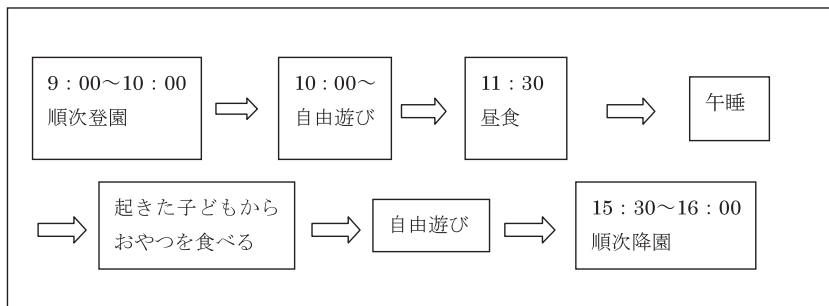 9：00～10：00
順次登園
10：00～
自由遊び
11：30
昼食
午睡
起きた子どもから
おやつを食べる
自由遊び
15：30～16：00
順次降園